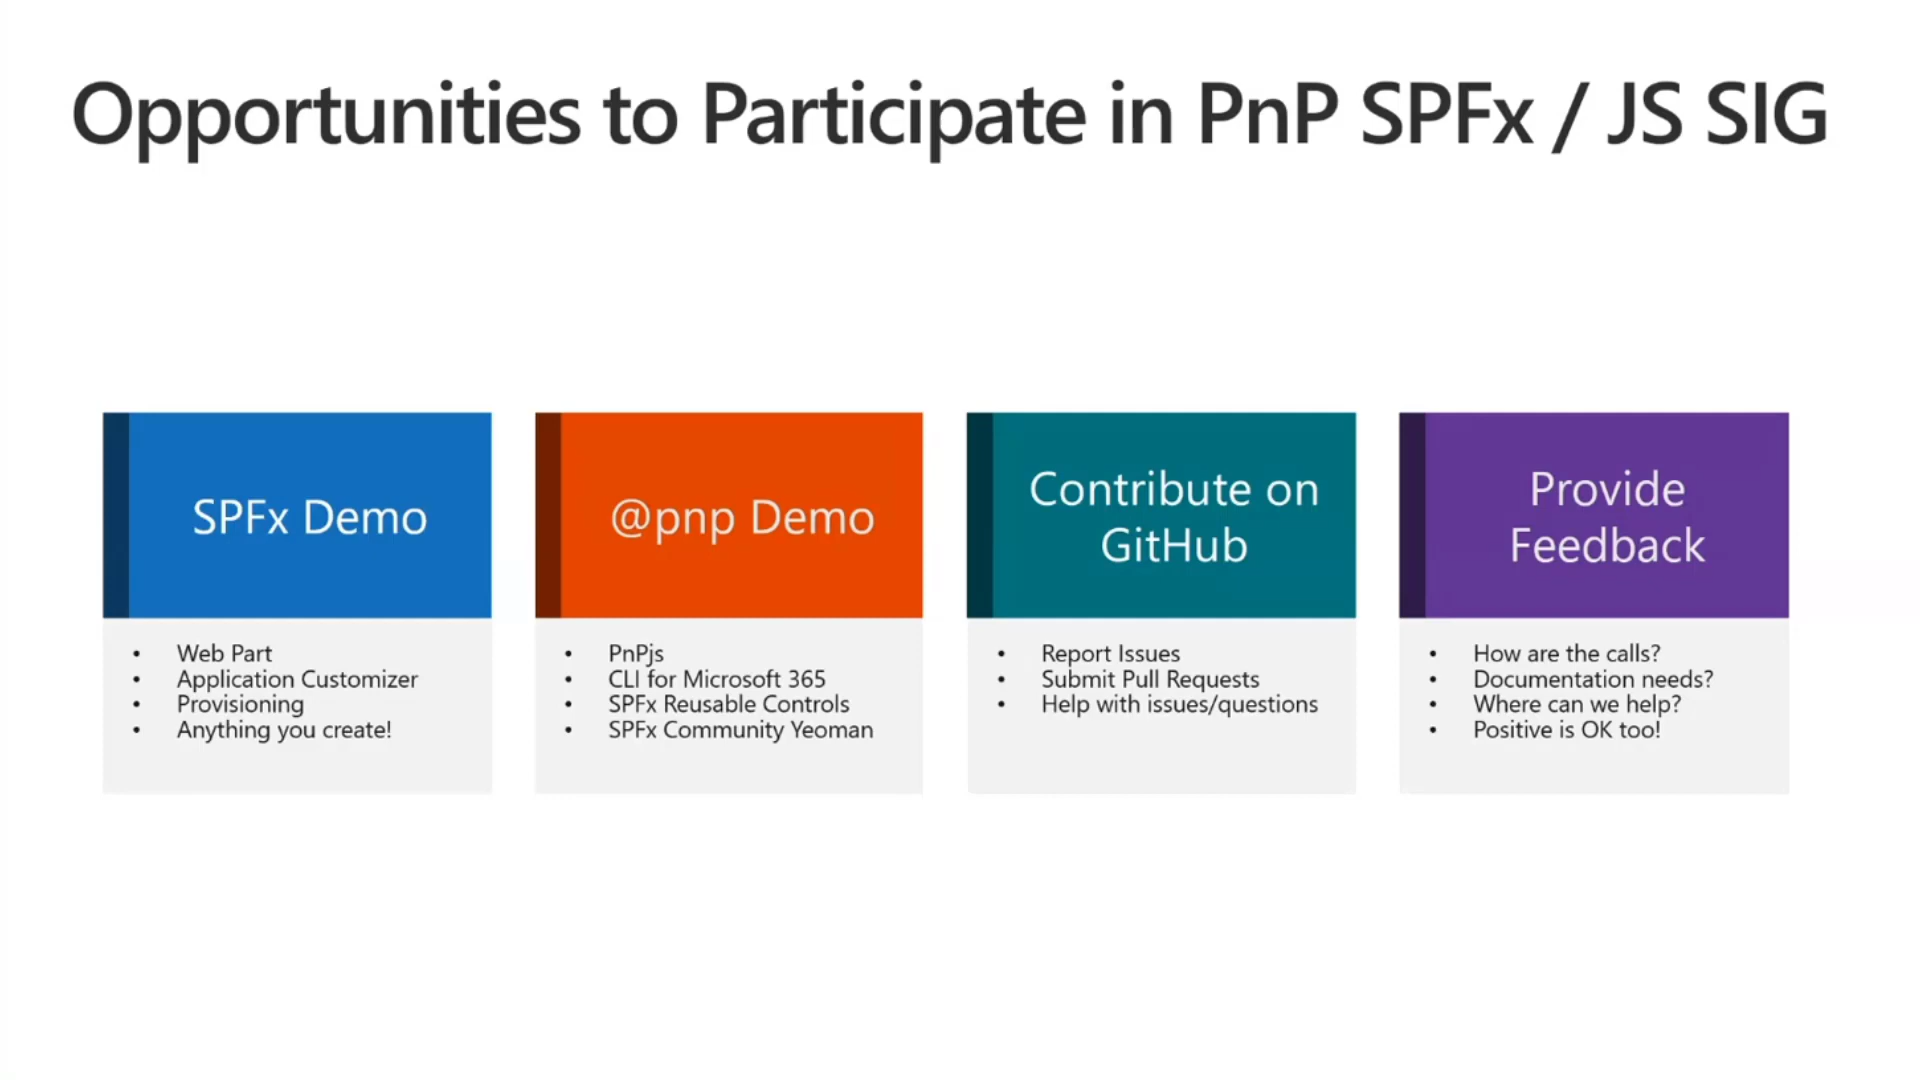 Opportunities to Participate in PnP SPFx / JS SIG
SPFx Demo
• Web Part
• Application Customizer
• Provisioning
• Anything you create!
@pnp Demo
• PnPjs
• CLI for Microsoft 365
• SPFx Reusable Controls
• SPFx Community Yeoman
Contribute on
GitHub
• Report Issues
• Submit Pull Requests
• Help with issues/questions
Provide
Feedback
• How are the calls?
• Documentation needs?
• Where can we help?
• Positive is OK too!